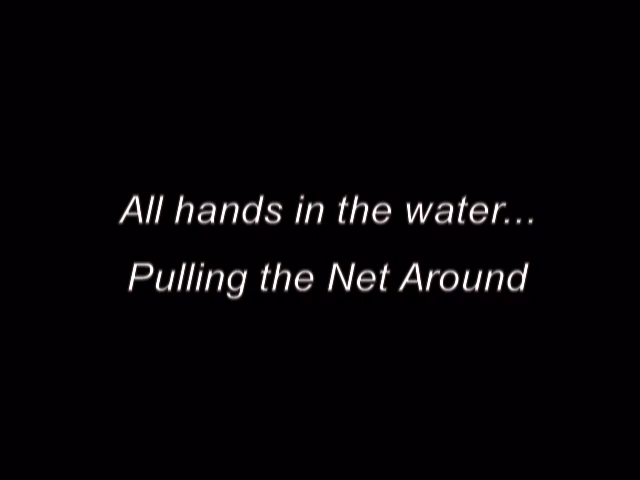 All hands in the water...
Pulling the Net Around